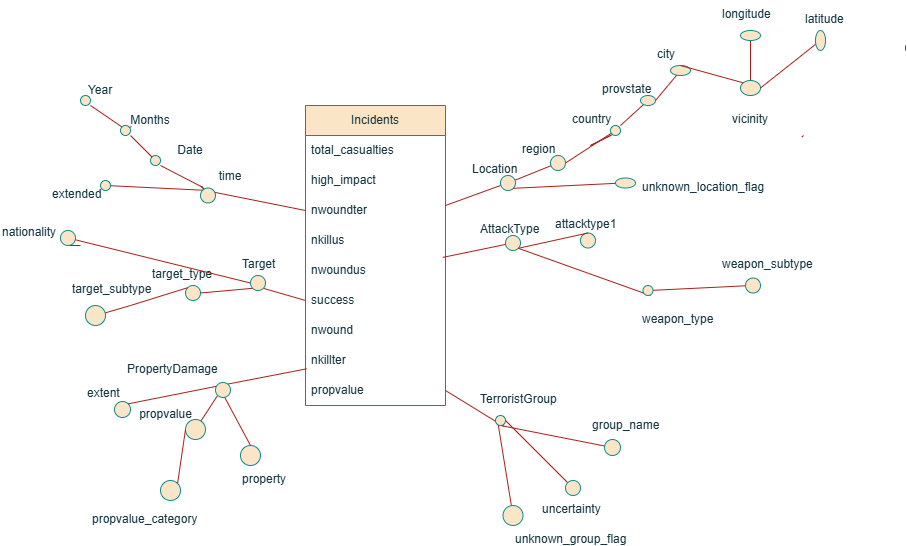 longitude
latitude
city
provstate
country
region
vicinity
Location
unknown_location_flag
Year
Months
Date
time
extended
nationality
Target
target_type
target_subtype
Incidents
total_casualties
high_impact
nwoundter
nkillus
nwoundus
success
nwound
nkillter
propvalue
AttackType
attacktype1
weapon_subtype
weapon_type
PropertyDamage
extent
propvalue
property
propvalue_category
TerroristGroup
group_name
uncertainty
unknown_group_flag